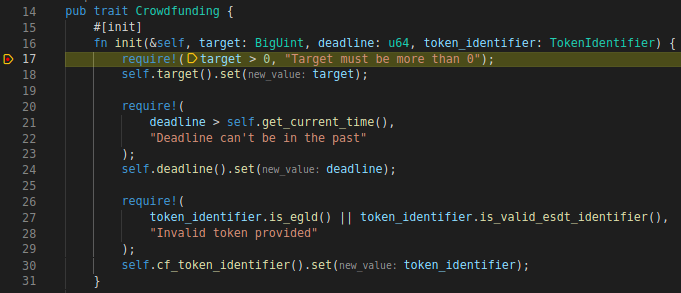 14 pub trait Crowdfunding {
15     #[init]
16     fn init(&self, target: BigUint, deadline: u64, token_identifier: TokenIdentifier) {
17         require!(target > 0, "Target must be more than 0");
18         self.target().set(new_value: target);
19
20         require!(
21             deadline > self.get_current_time(),
22             "Deadline can't be in the past"
23         );
24         self.deadline().set(new_value: deadline);
25
26         require!(
27             token_identifier.is_egld() || token_identifier.is_valid_esdt_identifier(),
28             "Invalid token provided"
29         );
30         self.cf_token_identifier().set(new_value: token_identifier);
31     }